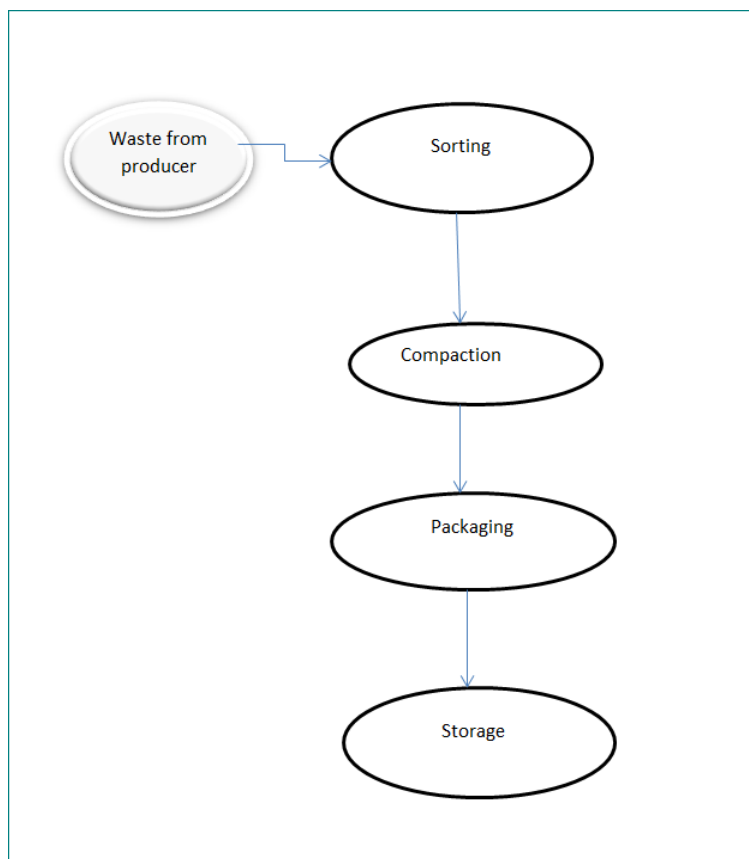 Waste from
producer
Sorting
Compaction
Packaging
Storage